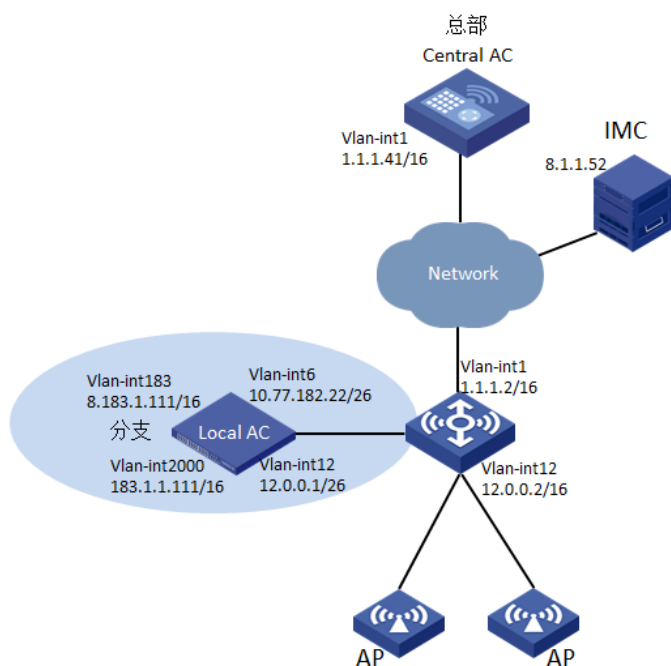 总部
Central AC
Vlan-int1
1.1.1.41/16
IMC
8.1.1.52
Network
Vlan-int1
1.1.1.2/16
Vlan-int183
8.183.1.111/16
Vlan-int6
10.77.182.22/26
分支
Local AC
Vlan-int2000
183.1.1.111/16
Vlan-int12
12.0.0.1/26
Vlan-int12
12.0.0.2/16
AP
AP